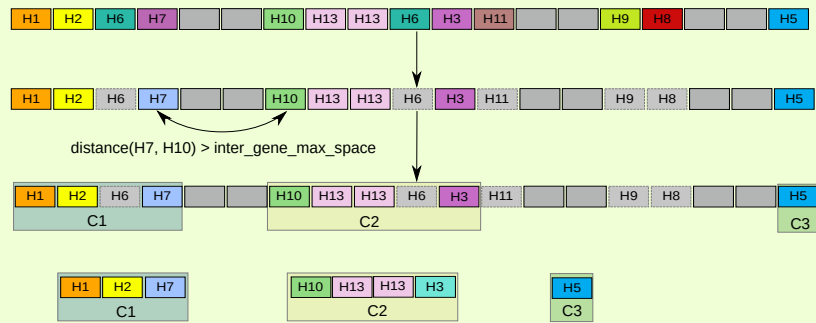 H1 H2 H6 H7 H10 H13 H13 H6 H3 H11 H9 H8 H5
H1 H2 H6 H7 H10 H13 H13 H6 H3 H11 H9 H8 H5
distance(H7, H10) > inter_gene_max_space
H1 H2 H6 H7 H10 H13 H13 H6 H3 H11 H9 H8 H5
C1 C2 C3
H1 H2 H7 H10 H13 H13 H3 H5
C1 C2 C3